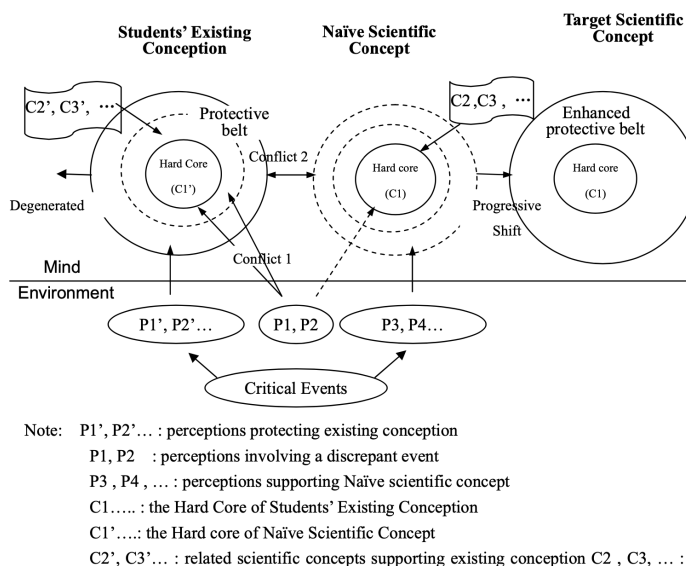 Students' Existing
Conception
Naïve Scientific
Concept
Target Scientific
Concept
C2', C3', …
Protective
belt
Hard Core
(C1')
Conflict 2
C2,C3 , …
Hard core
(C1)
Enhanced
protective belt
Hard core
(C1)
Degenerated
Progressive
Shift
Conflict 1
Mind
Environment
P1', P2'…
P1, P2
P3, P4…
Critical Events
Note: P1', P2'… : perceptions protecting existing conception
P1, P2 : perceptions involving a discrepant event
P3 , P4 , … : perceptions supporting Naïve scientific concept
C1….. : the Hard Core of Students' Existing Conception
C1'….: the Hard core of Naïve Scientific Concept
C2', C3'… : related scientific concepts supporting existing conception C2 , C3, … :